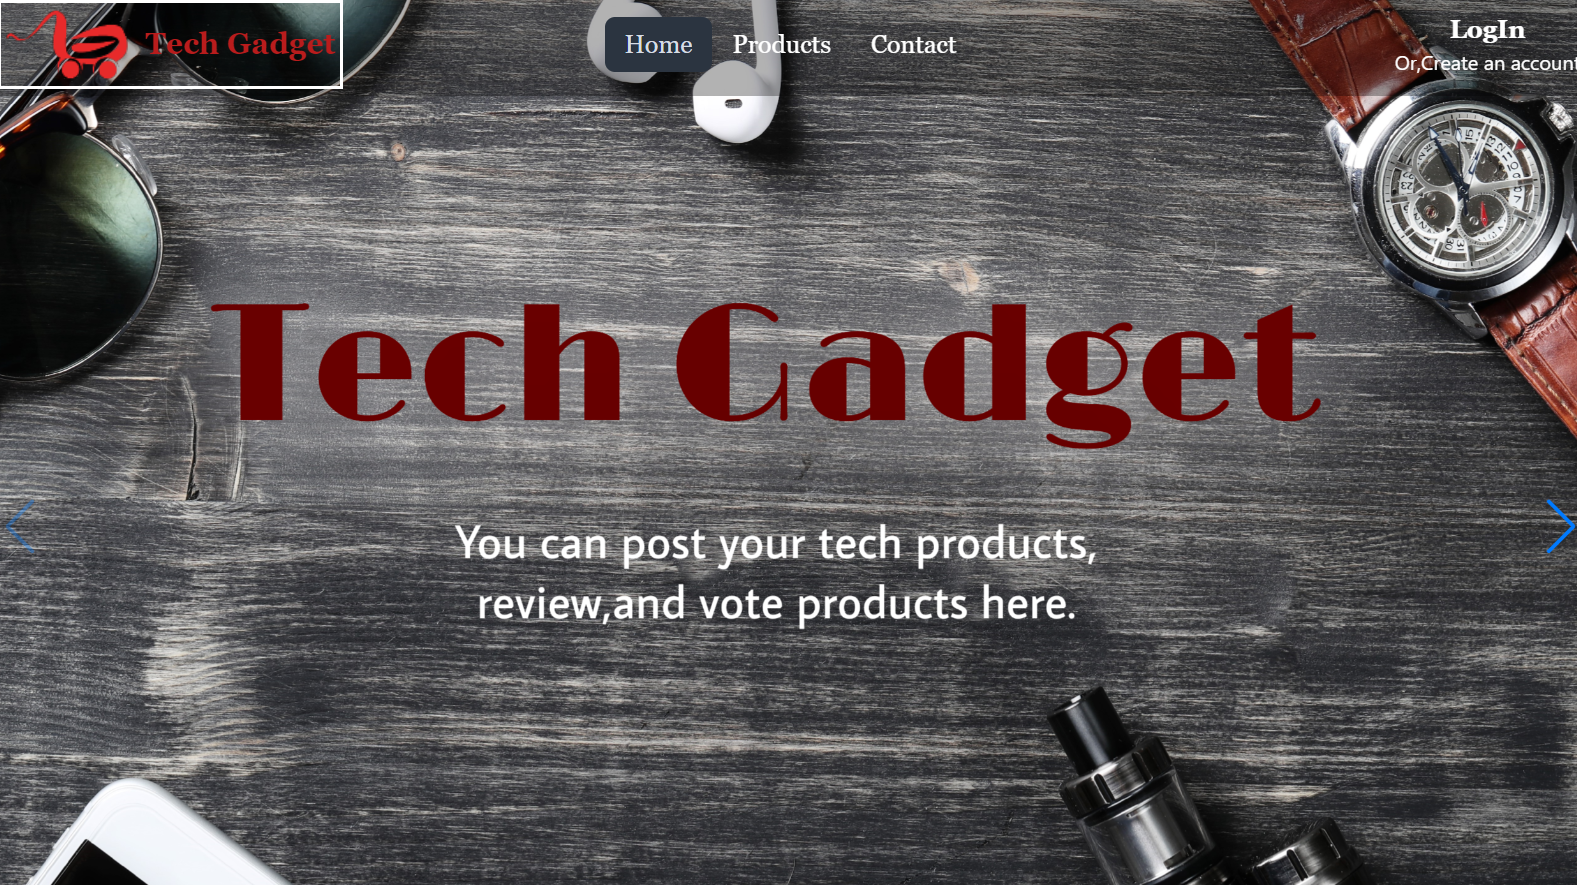 Tech Gadget
Home Products Contact
LogIn
Or,Create an account
Tech Gadget
You can post your tech products,
review,and vote products here.